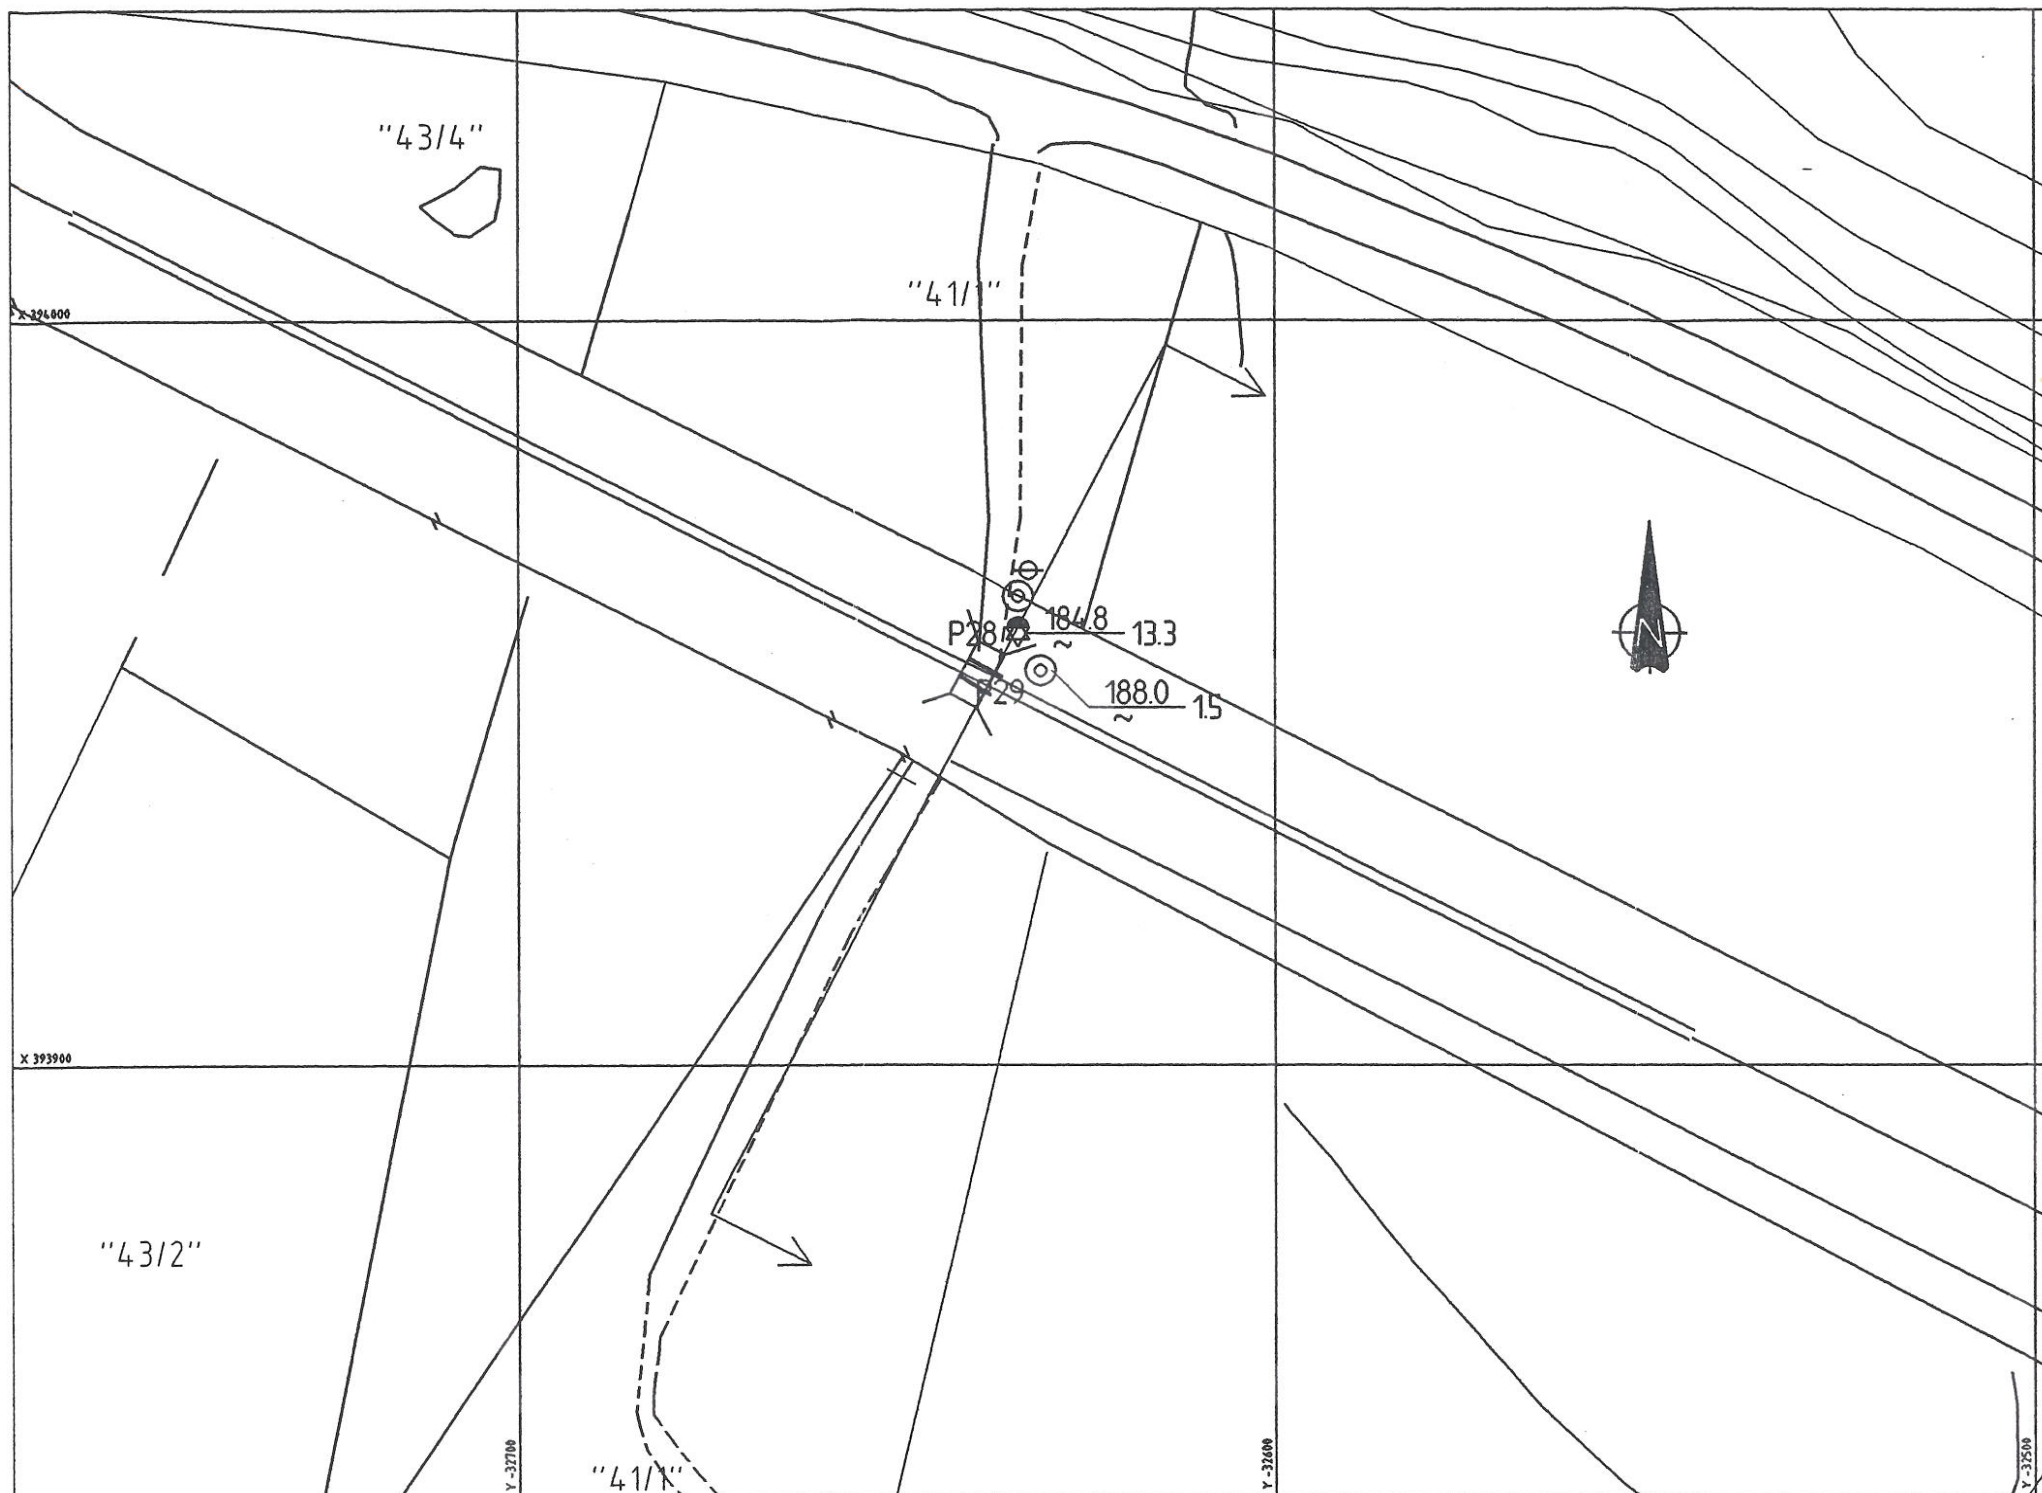 "43/4"
"41/1"
X 394000
P28
184.8
~
13.3
29
188.0
~
1.5
N
X 393900
"43/2"
"41/1"
Y -32700
Y -32600
Y -32500